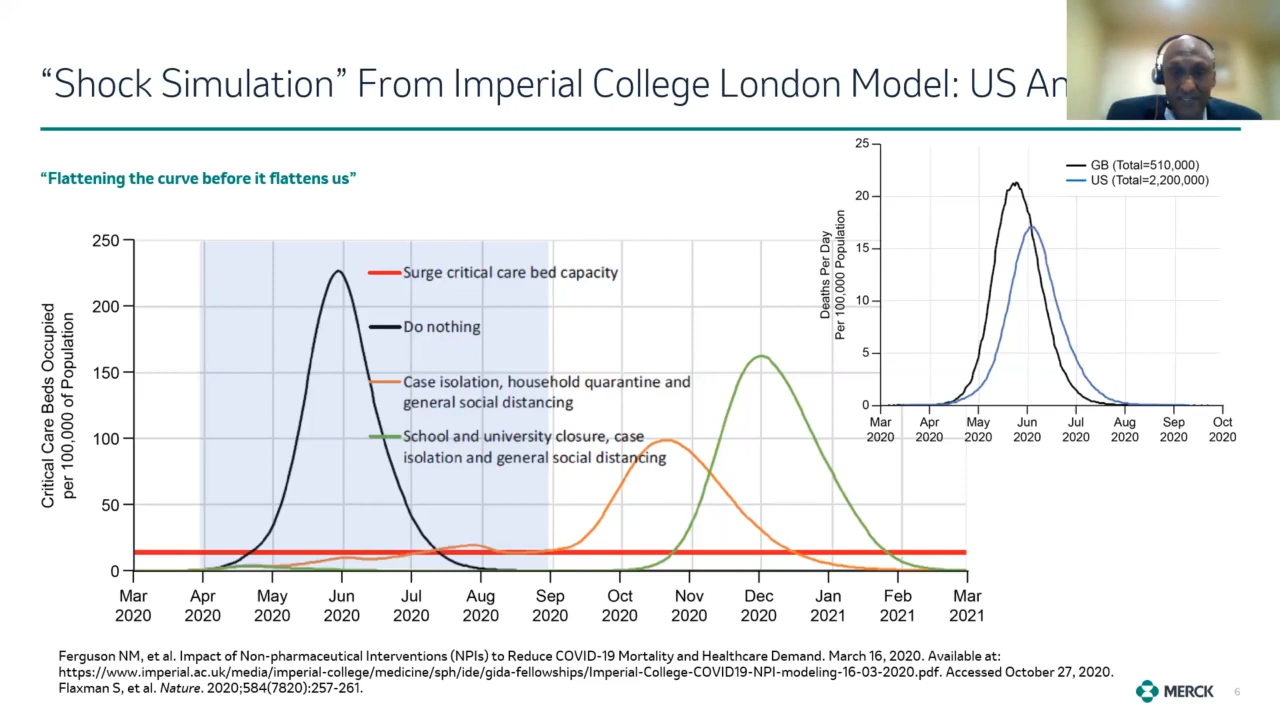 “Shock Simulation” From Imperial College London Model: US
“Flattening the curve before it flattens us”
Critical Care Beds Occupied
per 100,000 of Population
250
200
150
100
50
0
Surge critical care bed capacity
Do nothing
Case isolation, household quarantine and
general social distancing
School and university closure, case
isolation and general social distancing
Mar Apr May Jun Jul Aug Sep Oct Nov Dec Jan Feb Mar
2020 2020 2020 2020 2020 2020 2020 2020 2020 2020 2021 2021 2021
Deaths Per Day
Per 100,000 Population
25
20
15
10
5
0
GB (Total=510,000)
US (Total=2,200,000)
Mar Apr May Jun Jul Aug Sep Oct
2020 2020 2020 2020 2020 2020 2020 2020
Ferguson NM, et al. Impact of Non-pharmaceutical Interventions (NPIs) to Reduce COVID-19 Mortality and Healthcare Demand. March 16, 2020. Available at:
https://www.imperial.ac.uk/media/imperial-college/medicine/sph/ide/gida-fellowships/Imperial-College-COVID19-NPI-modeling-16-03-2020.pdf. Accessed October 27, 2020.
Flaxman S, et al. Nature. 2020;584(7820):257-261.
MERCK
6